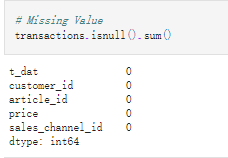 # Missing Value
transactions.isnull().sum()
t_dat 0
customer_id 0
article_id 0
price 0
sales_channel_id 0
dtype: int64